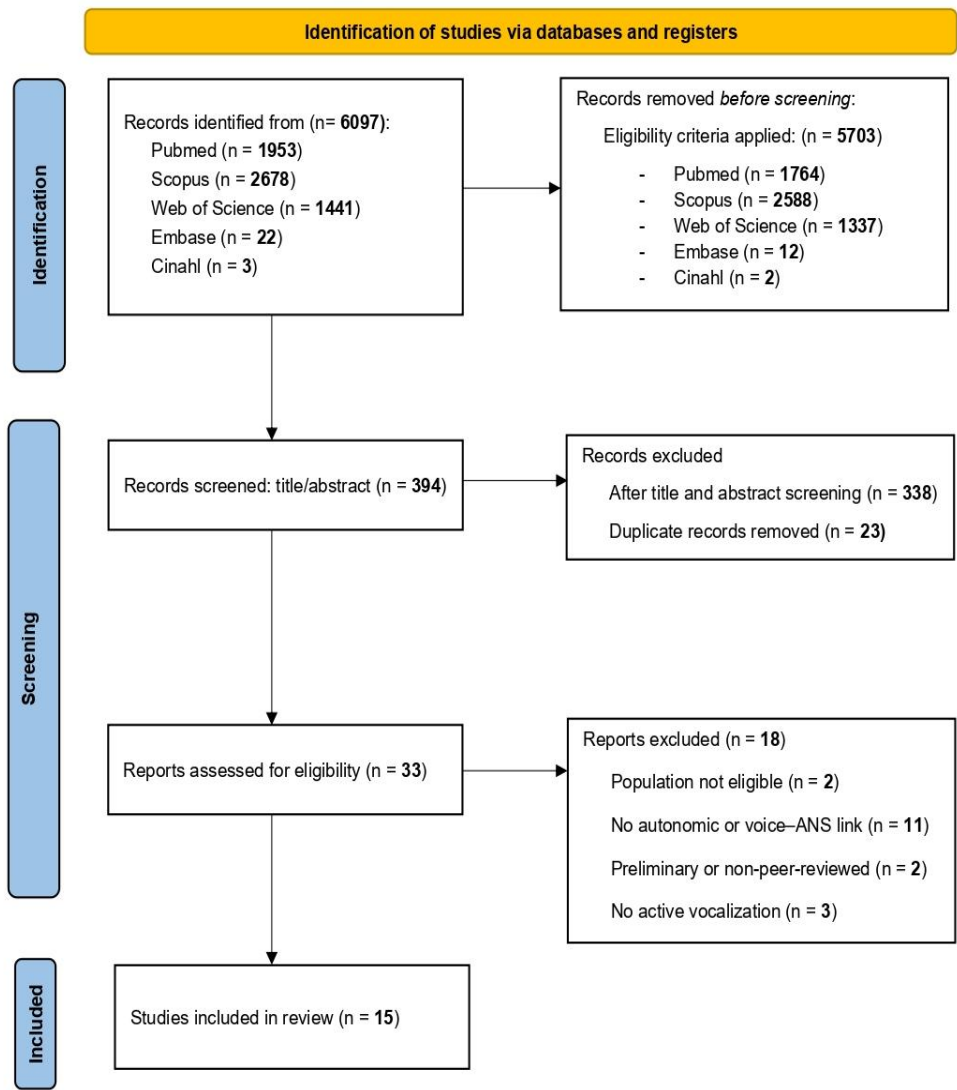 Identification of studies via databases and registers
Identification
Records identified from (n= 6097):
Pubmed (n = 1953)
Scopus (n = 2678)
Web of Science (n = 1441)
Embase (n = 22)
Cinahl (n = 3)
Records removed before screening:
Eligibility criteria applied: (n = 5703)
- Pubmed (n = 1764)
- Scopus (n = 2588)
- Web of Science (n = 1337)
- Embase (n = 12)
- Cinahl (n = 2)
Screening
Records screened: title/abstract (n = 394)
Records excluded
After title and abstract screening (n = 338)
Duplicate records removed (n = 23)
Reports assessed for eligibility (n = 33)
Reports excluded (n = 18)
Population not eligible (n = 2)
No autonomic or voice–ANS link (n = 11)
Preliminary or non-peer-reviewed (n = 2)
No active vocalization (n = 3)
Included
Studies included in review (n = 15)